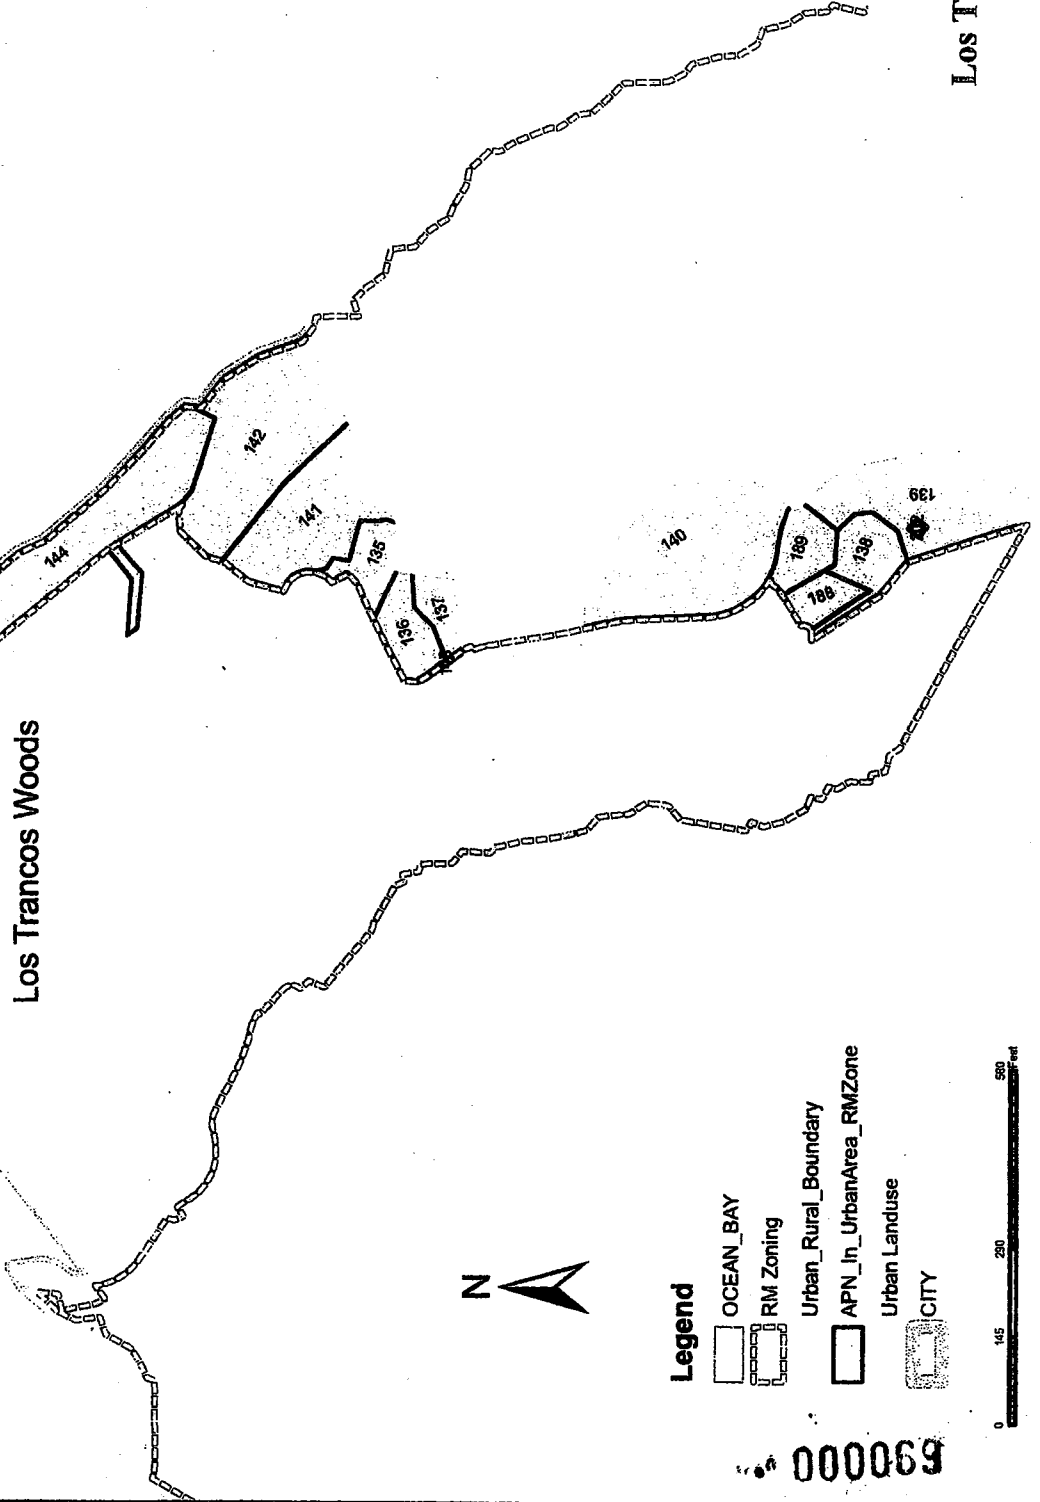 Los Trancos Woods
Los T
144
142
141
135
136
137
140
189
188
138
139
N
Legend
OCEAN_BAY
RM Zoning
Urban_Rural_Boundary
APN_In_UrbanArea_RMZone
Urban Landuse
CITY
0 145 290 580
Feet
000069